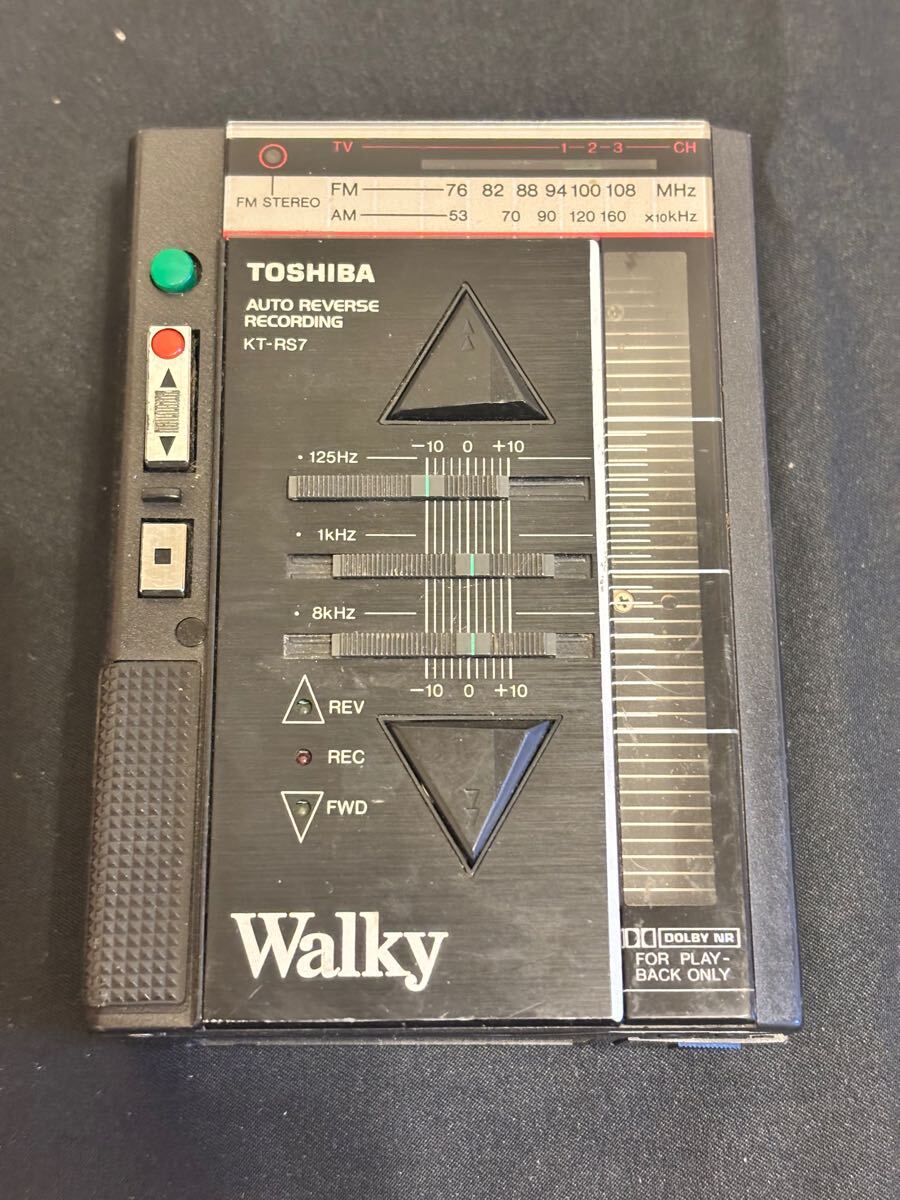 TV 1-2-3 CH
FM STEREO
FM 76 82 88 94 100 108 MHz
AM 53 70 90 120 160 ×10kHz
TOSHIBA
AUTO REVERSE
RECORDING
KT-RS7
−10 0 +10
• 125Hz
• 1kHz
• 8kHz
−10 0 +10
REV
REC
FWD
Walky
DOLBY NR
FOR PLAY-
BACK ONLY